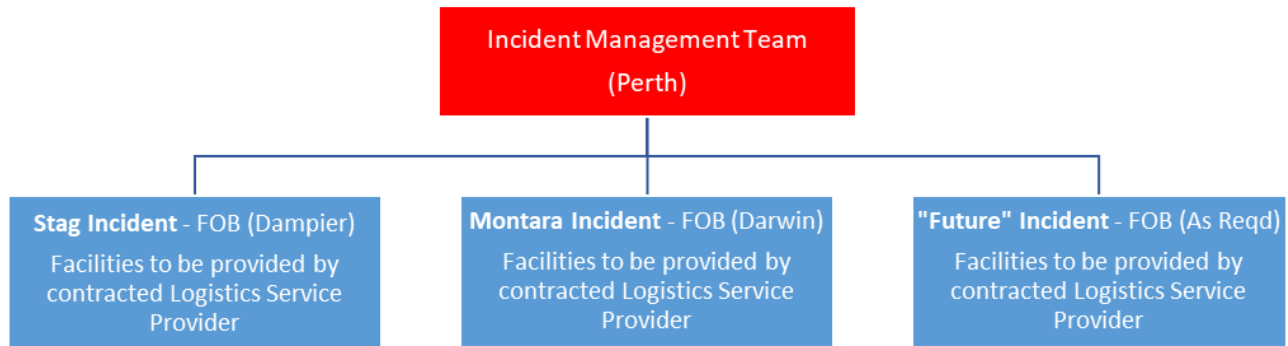 Incident Management Team
(Perth)
Stag Incident - FOB (Dampier)
Facilities to be provided by
contracted Logistics Service
Provider
Montara Incident - FOB (Darwin)
Facilities to be provided by
contracted Logistics Service
Provider
"Future" Incident - FOB (As Reqd)
Facilities to be provided by
contracted Logistics Service
Provider